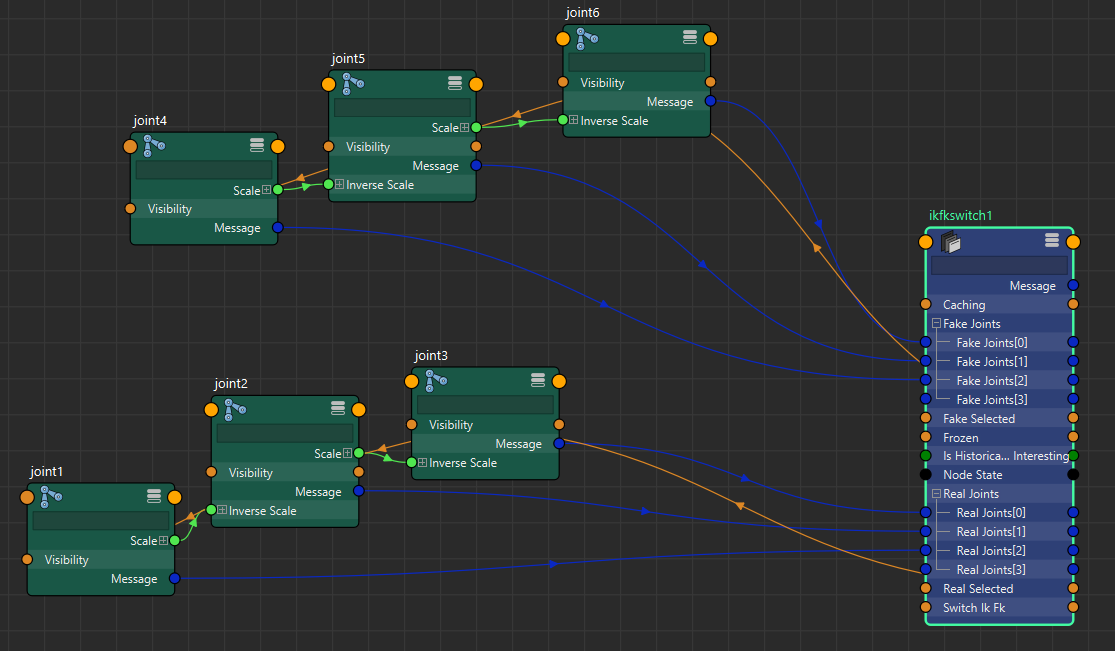 joint6
Visibility
Message
Inverse Scale
joint5
Scale
Visibility
Message
Inverse Scale
joint4
Scale
Visibility
Message
ikfkswitch1
Message
Caching
Fake Joints
Fake Joints[0]
Fake Joints[1]
Fake Joints[2]
Fake Joints[3]
Fake Selected
Frozen
Is Historica... Interesting
Node State
Real Joints
Real Joints[0]
Real Joints[1]
Real Joints[2]
Real Joints[3]
Real Selected
Switch Ik Fk
joint3
Visibility
Message
Inverse Scale
joint2
Scale
Visibility
Message
Inverse Scale
joint1
Scale
Visibility
Message